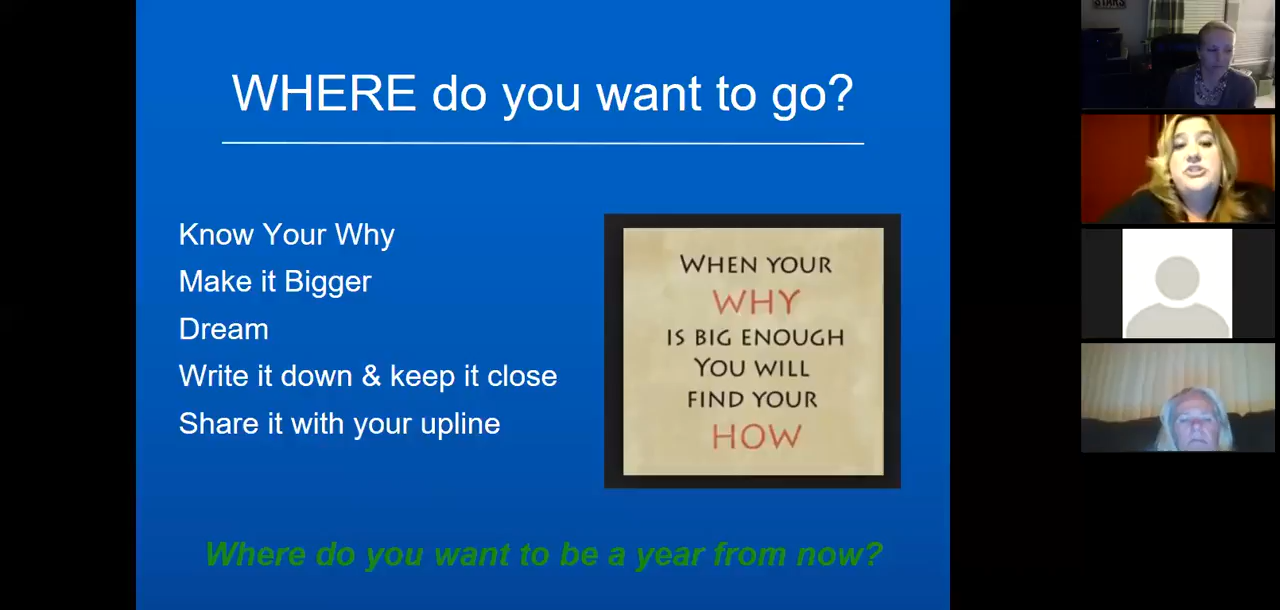 WHERE do you want to go?
Know Your Why
Make it Bigger
Dream
Write it down & keep it close
Share it with your upline
WHEN YOUR
WHY
IS BIG ENOUGH
YOU WILL
FIND YOUR
HOW
Where do you want to be a year from now?
STARS